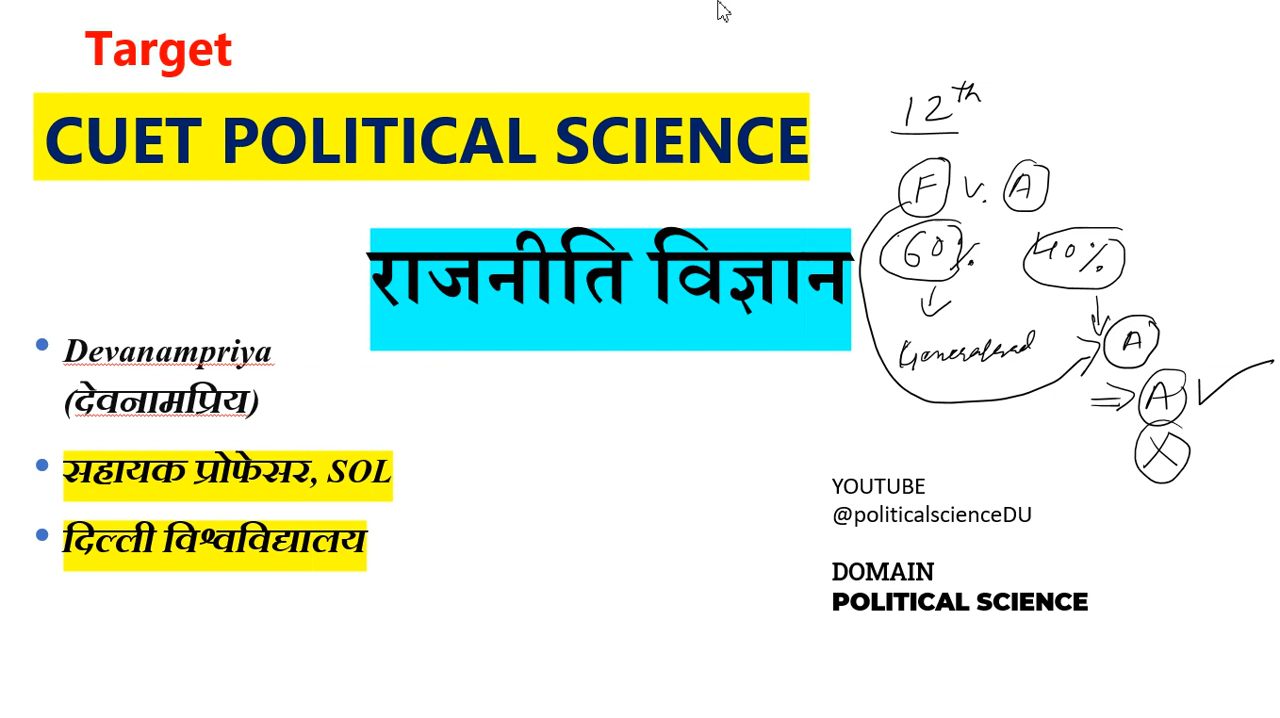 Target
CUET POLITICAL SCIENCE
राजनीति विज्ञान
Devanampriya
(देवनामप्रिय)
सहायक प्रोफेसर, SOL
दिल्ली विश्वविद्यालय
12th
F V. A
60% 40%
A
A
X
YOUTUBE
@politicalscienceDU
DOMAIN
POLITICAL SCIENCE